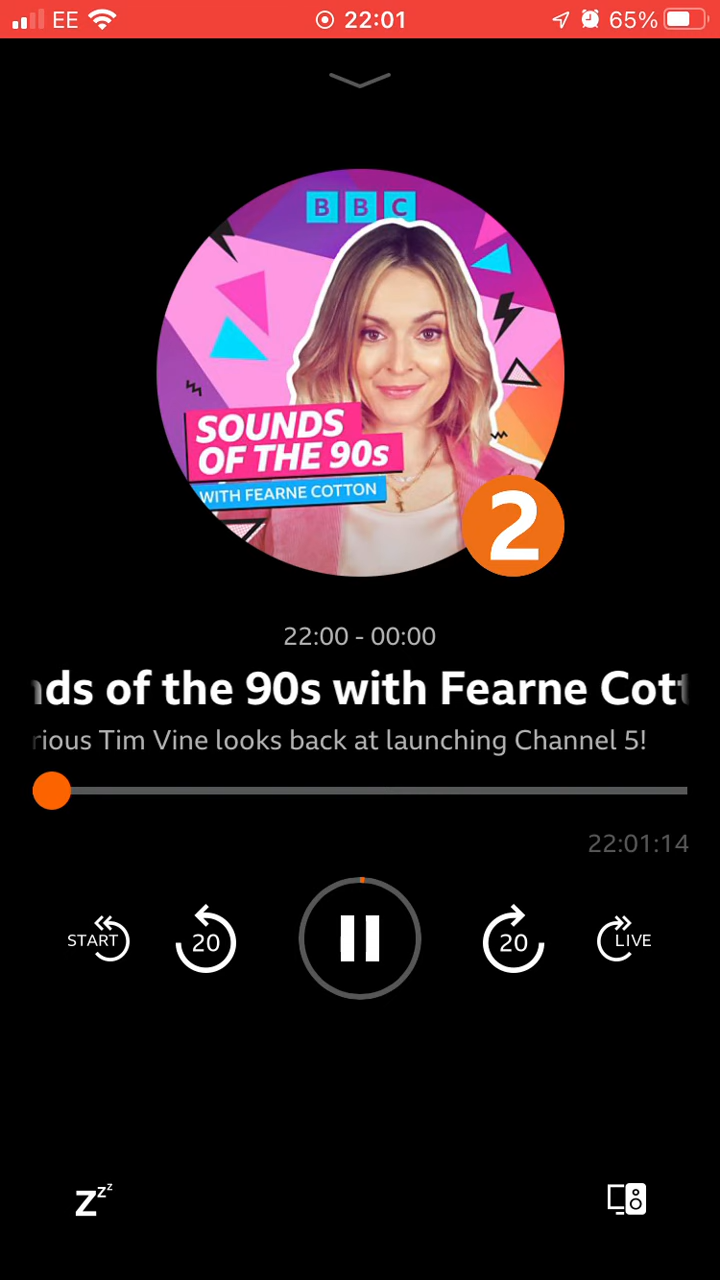 EE 22:01 65%
BBC
SOUNDS
OF THE 90s
WITH FEARNE COTTON
2
22:00 - 00:00
nds of the 90s with Fearne Cott
rious Tim Vine looks back at launching Channel 5!
22:01:14
START 20 20 LIVE
Zzz